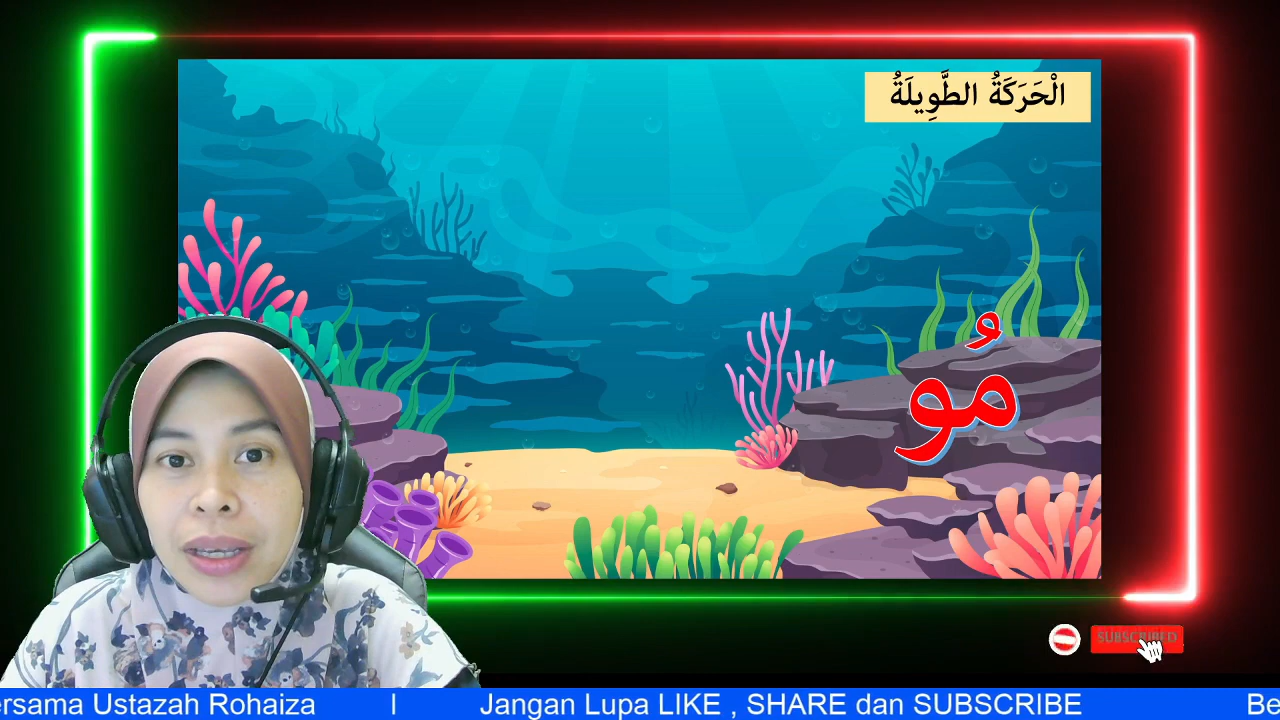 الْحَرَكَةُ الطَّوِيلَةُ
مُو
SUBSCRIBED
ersama Ustazah Rohaiza I Jangan Lupa LIKE , SHARE dan SUBSCRIBE Be